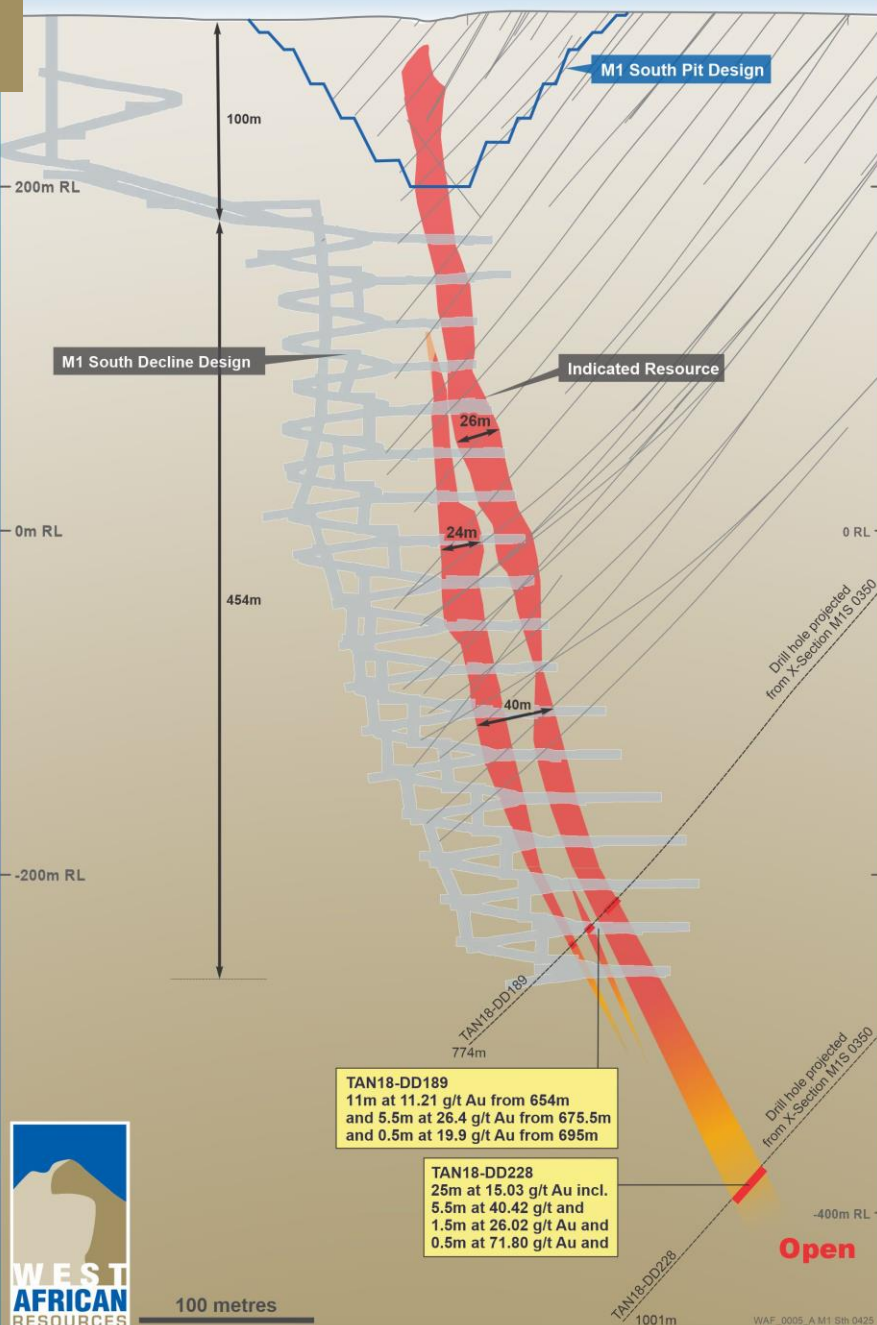 M1 South Pit Design
100m
200m RL
M1 South Decline Design
Indicated Resource
26m
0m RL
24m
0 RL
454m
Drill hole projected
from X-Section M1S 0350
40m
-200m RL
TAN18-DD189
774m
Drill hole projected
from X-Section M1S 0350
TAN18-DD189
11m at 11.21 g/t Au from 654m
and 5.5m at 26.4 g/t Au from 675.5m
and 0.5m at 19.9 g/t Au from 695m
TAN18-DD228
25m at 15.03 g/t Au incl.
5.5m at 40.42 g/t and
1.5m at 26.02 g/t Au and
0.5m at 71.80 g/t Au and
-400m RL
Open
TAN18-DD228
1001m
WEST
AFRICAN
RESOURCES
100 metres
WAF_0005_A M1 Sth 0425